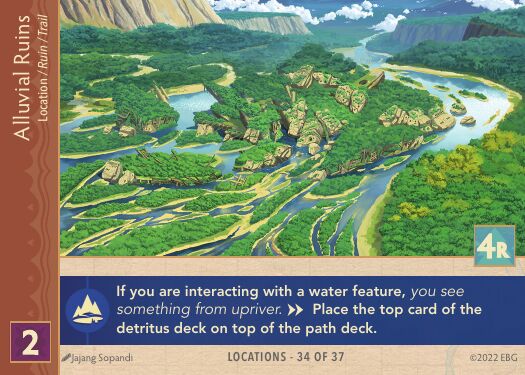 Alluvial Ruins
Location / Ruin / Trail
4R
If you are interacting with a water feature, you see
something from upriver. Place the top card of the
detritus deck on top of the path deck.
2
Jajang Sopandi
LOCATIONS - 34 OF 37
©2022 EBG